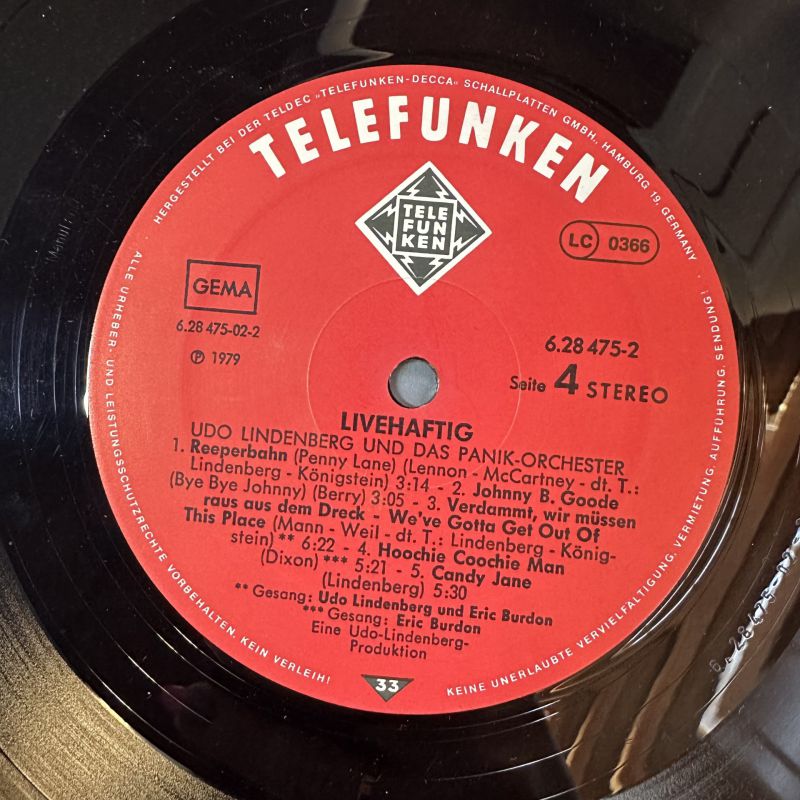 HERGESTELLT BEI DER TELDEC „TELEFUNKEN-DECCA“ SCHALLPLATTEN GMBH., HAMBURG 19, GERMANY
TELEFUNKEN
TELE
FUN
KEN
LC 0366
GEMA
6.28 475-02-2
℗ 1979
6.28 475-2
Seite 4 STEREO
LIVEHAFTIG
UDO LINDENBERG UND DAS PANIK-ORCHESTER
1. Reeperbahn (Penny Lane) (Lennon - McCartney - dt. T.:
Lindenberg - Königstein) 3:14 - 2. Johnny B. Goode
(Bye Bye Johnny) (Berry) 3:05 - 3. Verdammt, wir müssen
raus aus dem Dreck - We've Gotta Get Out Of
This Place (Mann - Weil - dt. T.: Lindenberg - König-
stein) ** 6:22 - 4. Hoochie Coochie Man
(Dixon) *** 5:21 - 5. Candy Jane
(Lindenberg) 5:30
** Gesang: Udo Lindenberg und Eric Burdon
*** Gesang: Eric Burdon
Eine Udo-Lindenberg-
Produktion
33
ALLE URHEBER- UND LEISTUNGSSCHUTZRECHTE VORBEHALTEN. KEIN VERLEIH!
KEINE UNERLAUBTE VERVIELFÄLTIGUNG, VERMIETUNG, AUFFÜHRUNG, SENDUNG!